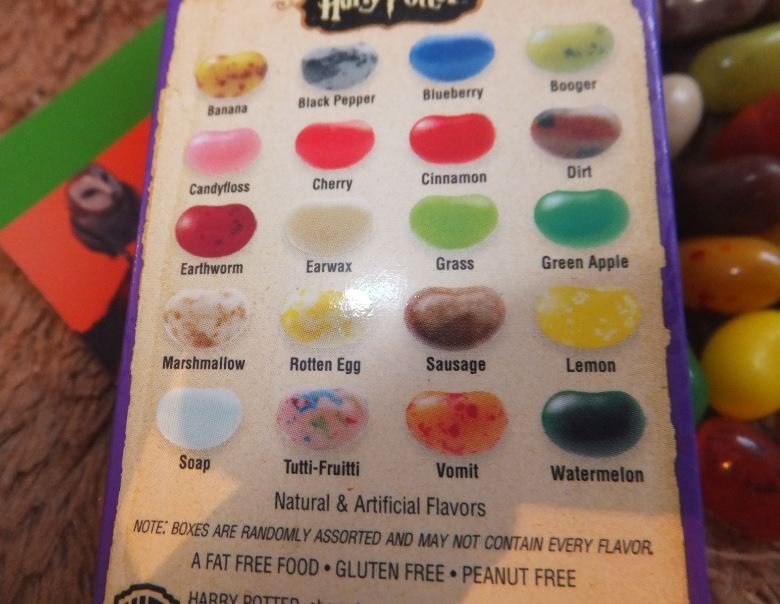 Harry Potter
Banana Black Pepper Blueberry Booger
Candyfloss Cherry Cinnamon Dirt
Earthworm Earwax Grass Green Apple
Marshmallow Rotten Egg Sausage Lemon
Soap Tutti-Fruitti Vomit Watermelon
Natural & Artificial Flavors
NOTE: BOXES ARE RANDOMLY ASSORTED AND MAY NOT CONTAIN EVERY FLAVOR.
A FAT FREE FOOD • GLUTEN FREE • PEANUT FREE
HARRY POTTER